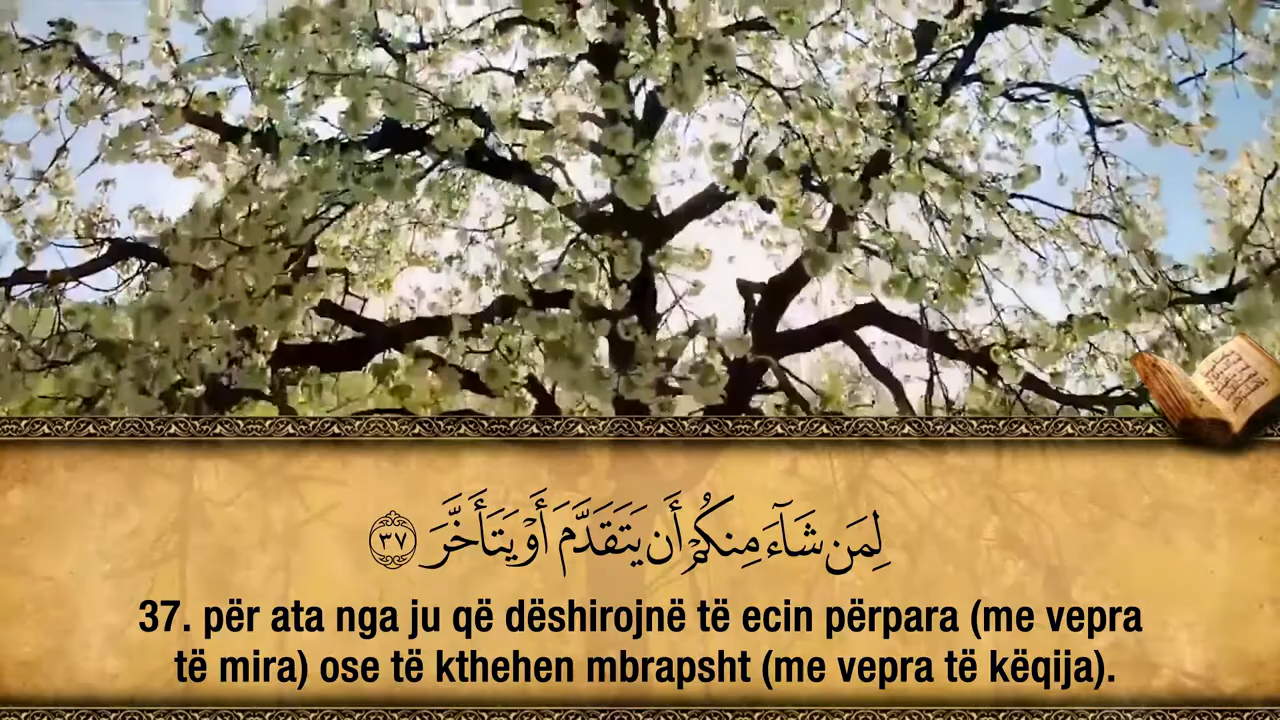 لِمَن شَآءَ مِنكُمْ أَن يَتَقَدَّمَ أَوْ يَتَأَخَّرَ ٣٧
37. për ata nga ju që dëshirojnë të ecin përpara (me vepra
të mira) ose të kthehen mbrapsht (me vepra të këqija).